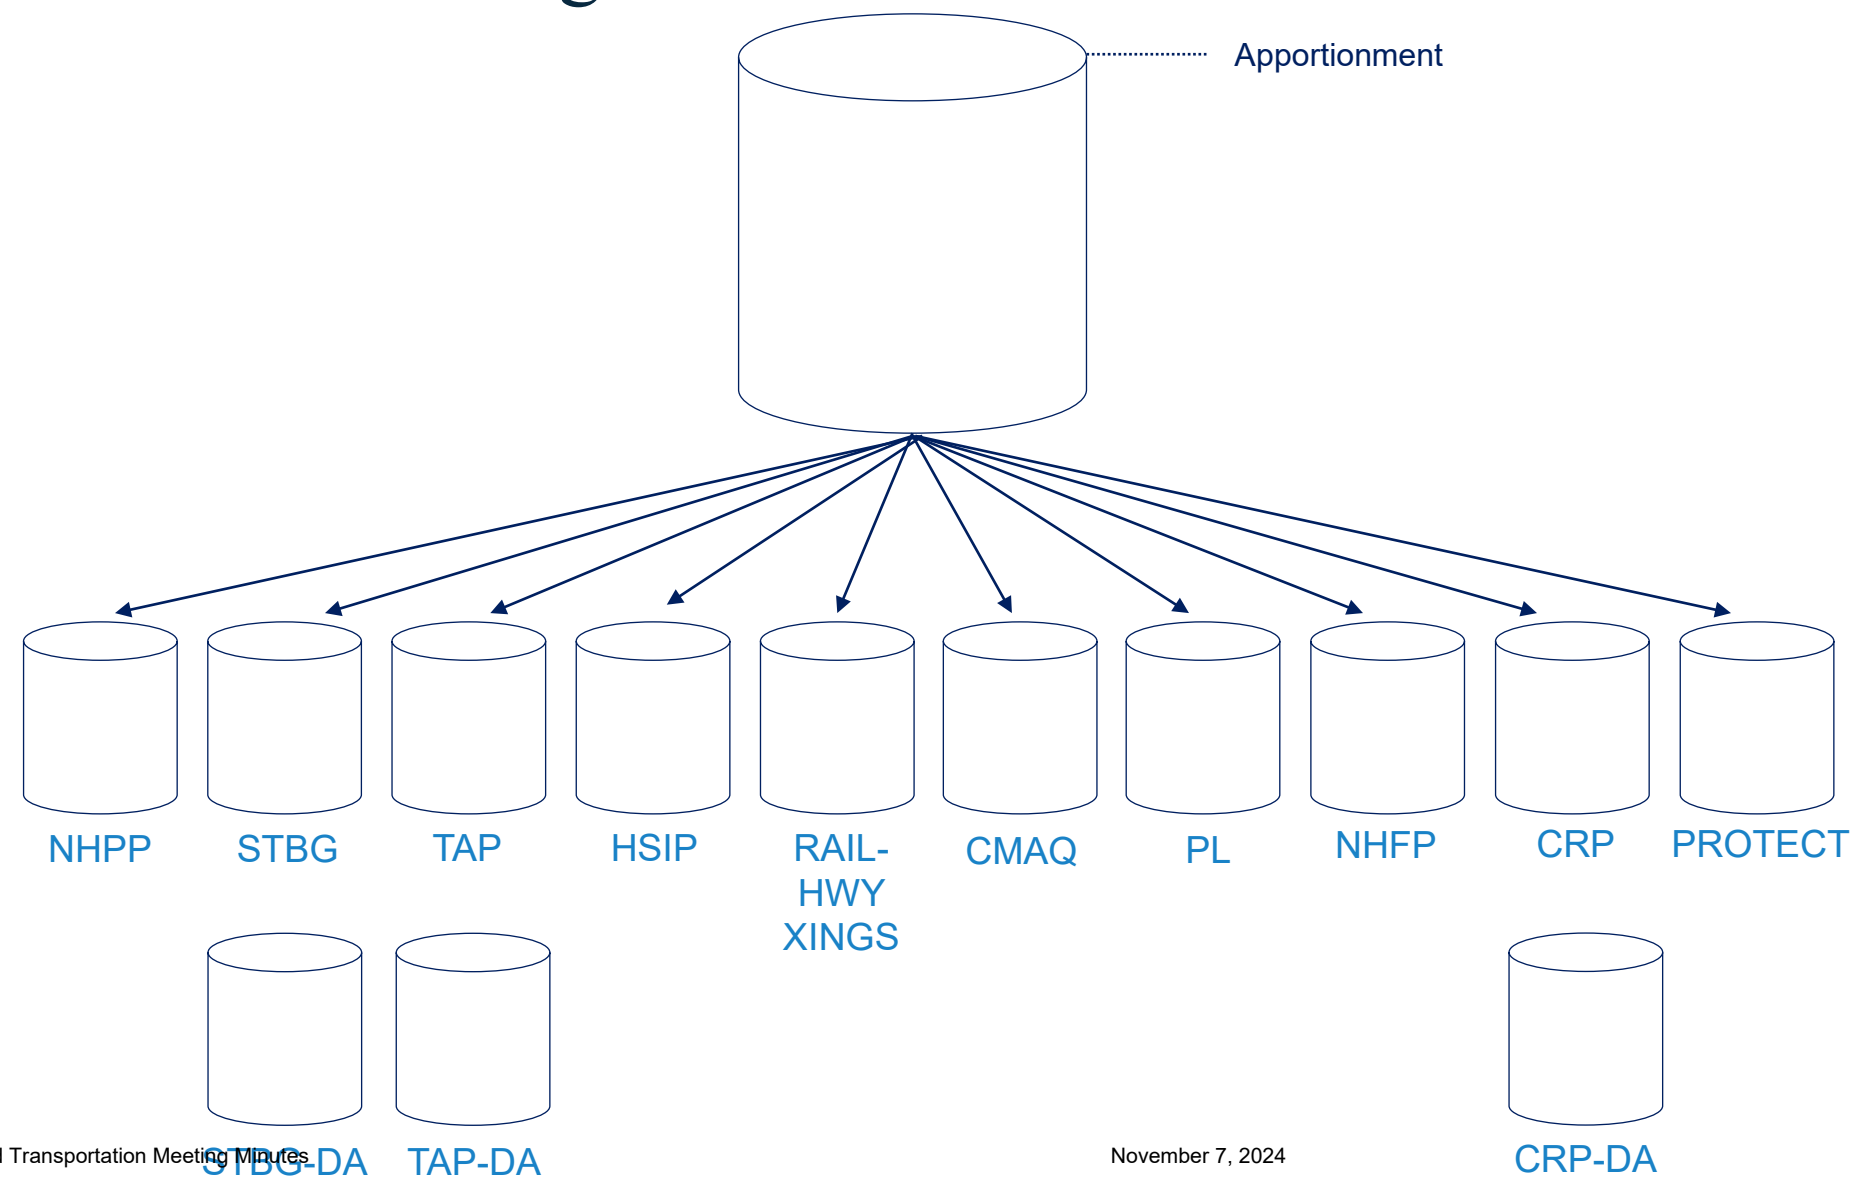 Apportionment
NHPP
STBG
TAP
HSIP
RAIL-
HWY
XINGS
CMAQ
PL
NHFP
CRP
PROTECT
STBG-DA
TAP-DA
CRP-DA
Transportation Meeting Minutes
November 7, 2024